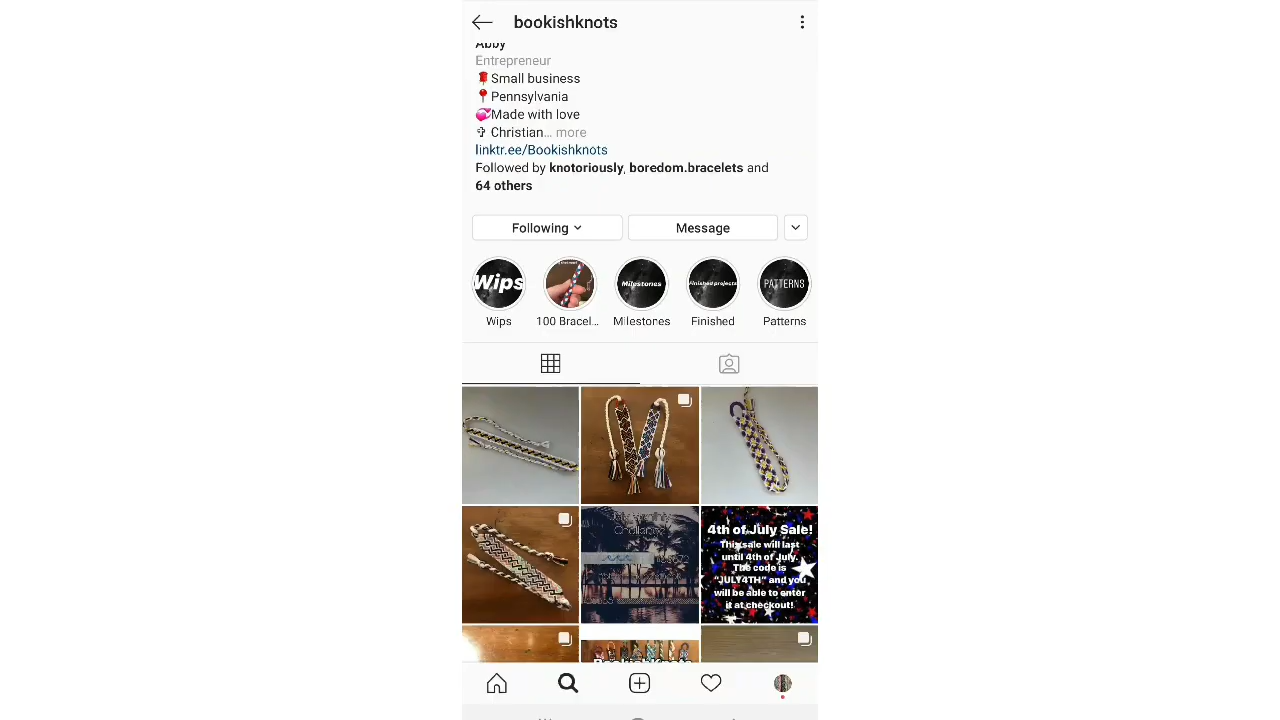 bookishknots
Abby
Entrepreneur
Small business
Pennsylvania
Made with love
✞ Christian... more
linktr.ee/Bookishknots
Followed by knotoriously, boredom.bracelets and
64 others
Following
Message
Wips
Milestones
Finished projects
PATTERNS
Wips
100 Bracel...
Milestones
Finished
Patterns
Challenge
4th of July Sale!
This sale will last
until 4th of July.
The code is
"JULY4TH" and you
will be able to enter
it at checkout!